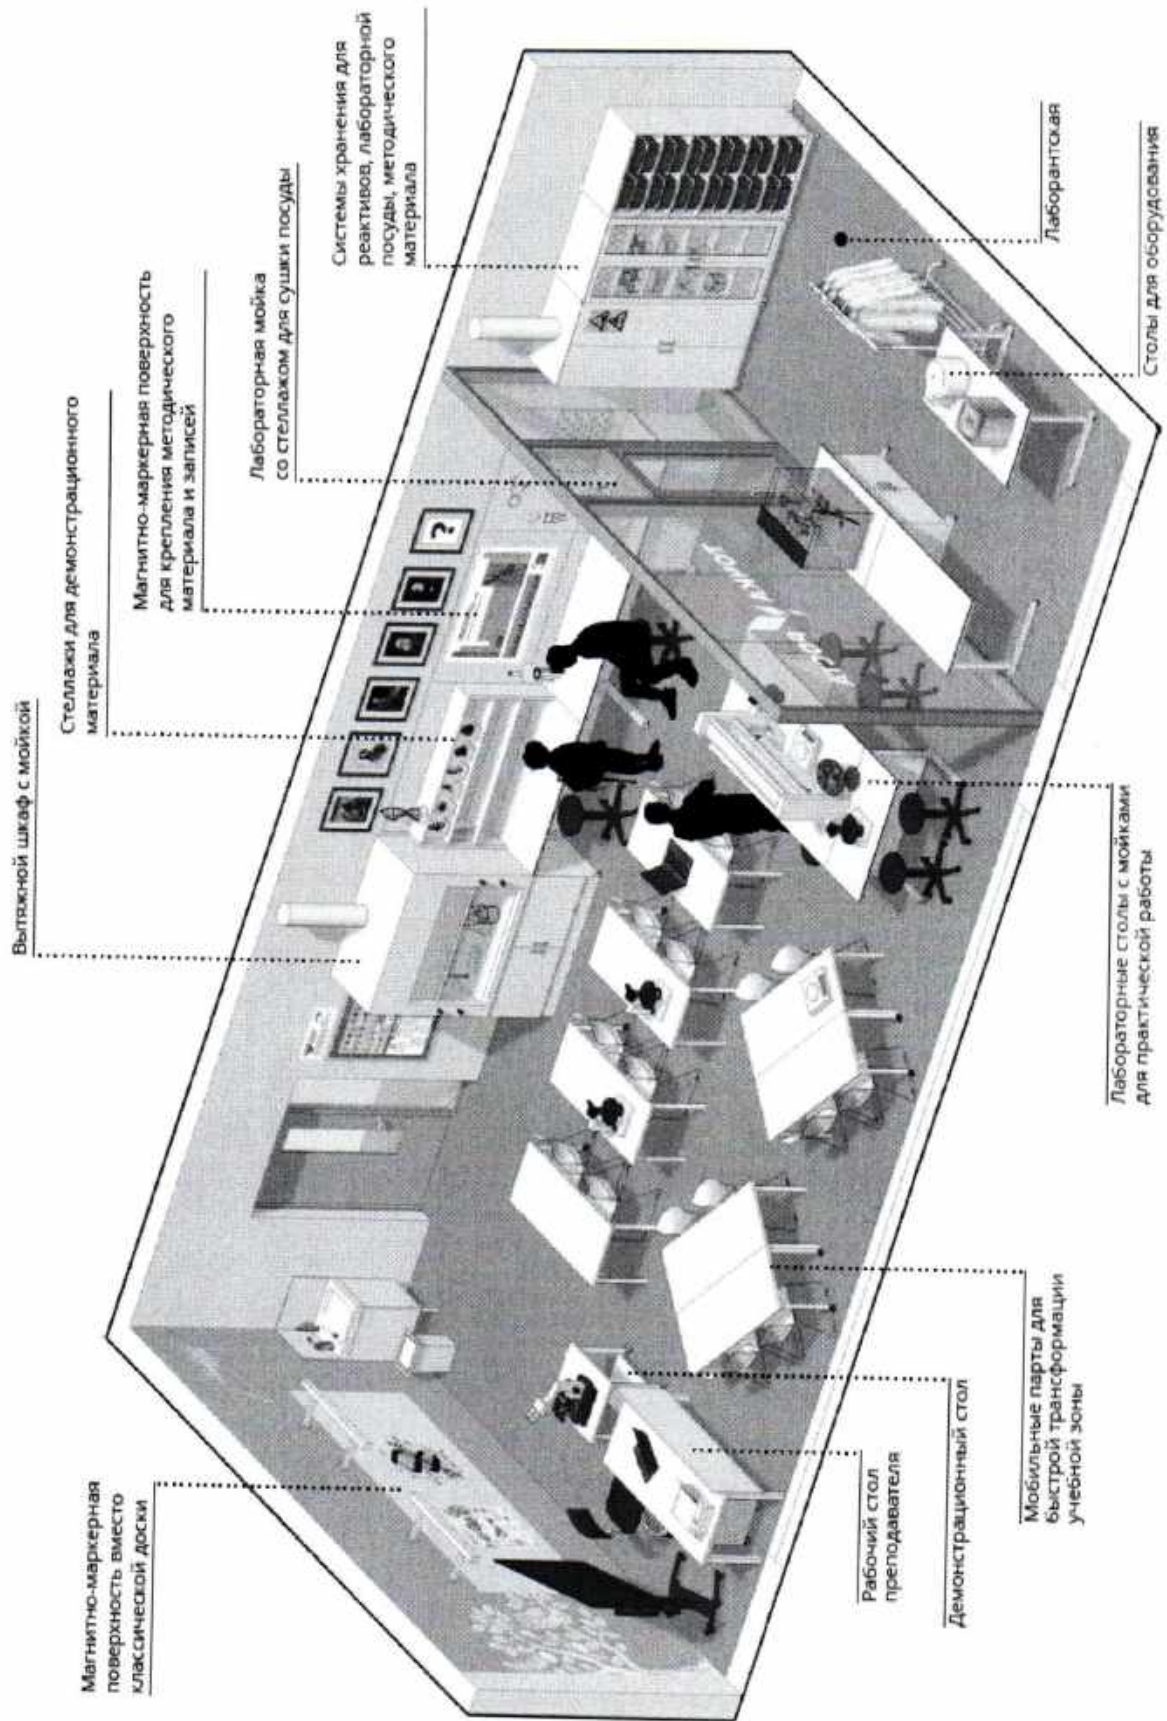 Магнитно-маркерная
поверхность вместо
классической доски
Вытяжной шкаф с мойкой
Стеллажи для демонстрационного
материала
Магнитно-маркерная поверхность
для крепления методического
материала и записей
Лабораторная мойка
со стеллажом для сушки посуды
Системы хранения для
реактивов, лабораторной
посуды, методического
материала
?
ТОЧКА РОСТА
Рабочий стол
преподавателя
Демонстрационный стол
Мобильные парты для
быстрой трансформации
учебной зоны
Лабораторные столы с мойками
для практической работы
Столы для оборудования
Лаборантская